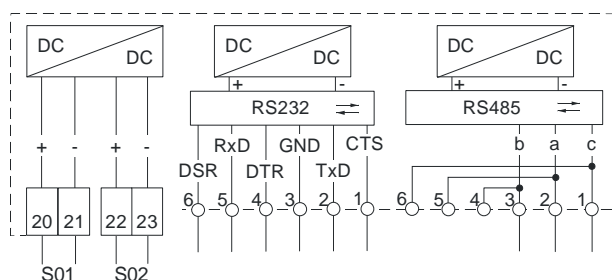 DC DC DC DC DC DC
+ - + -
RS232 RS485
RxD GND CTS b a c
+ - + -
DSR DTR TxD
6 5 4 3 2 1 6 5 4 3 2 1
20 21 22 23
S01 S02